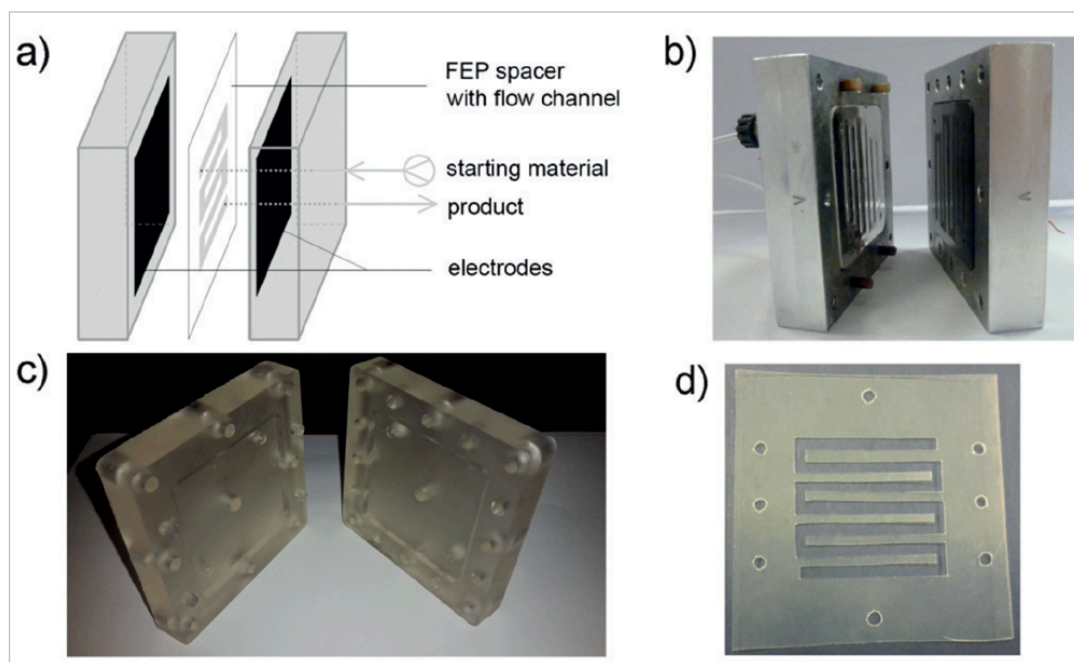 a)
FEP spacer
with flow channel
starting material
product
electrodes
b)
c)
d)